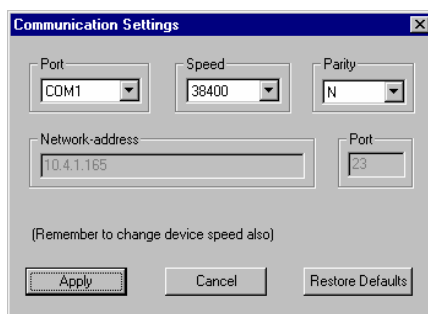 Communication Settings
Port Speed Parity
COM1 38400 N
Network-address Port
10.4.1.165 23
(Remember to change device speed also)
Apply Cancel Restore Defaults